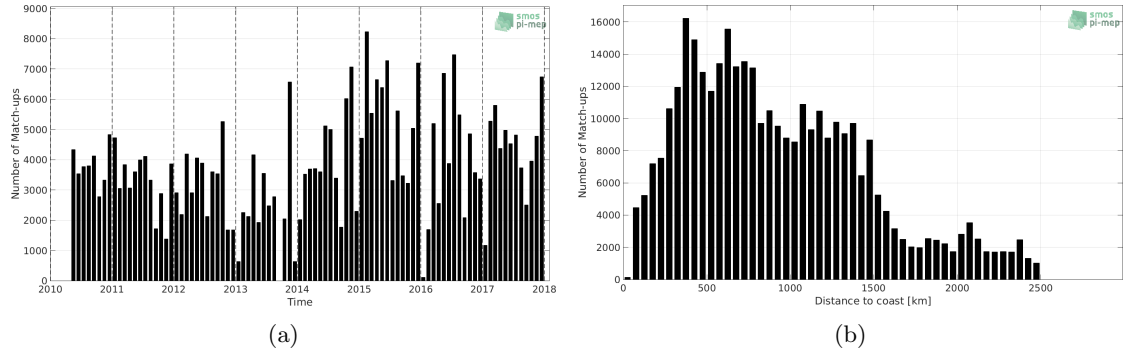 9000
8000
7000
6000
5000
4000
3000
2000
1000
0
Number of Match-ups
2010 2011 2012 2013 2014 2015 2016 2017 2018
Time
smos
pi-mep
(a)
16000
14000
12000
10000
8000
6000
4000
2000
0
Number of Match-ups
0 500 1000 1500 2000 2500
Distance to coast [km]
smos
pi-mep
(b)